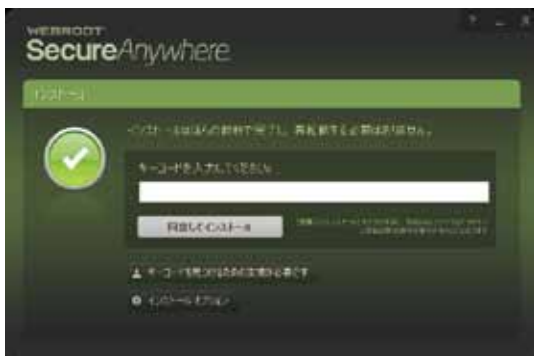 WEBROOT
SecureAnywhere
インストール
インストールはほんの数秒で完了し、再起動する必要はありません。
キーコードを入力してください:
同意してインストール
キーコードを見つけるための支援が必要です
インストール オプション